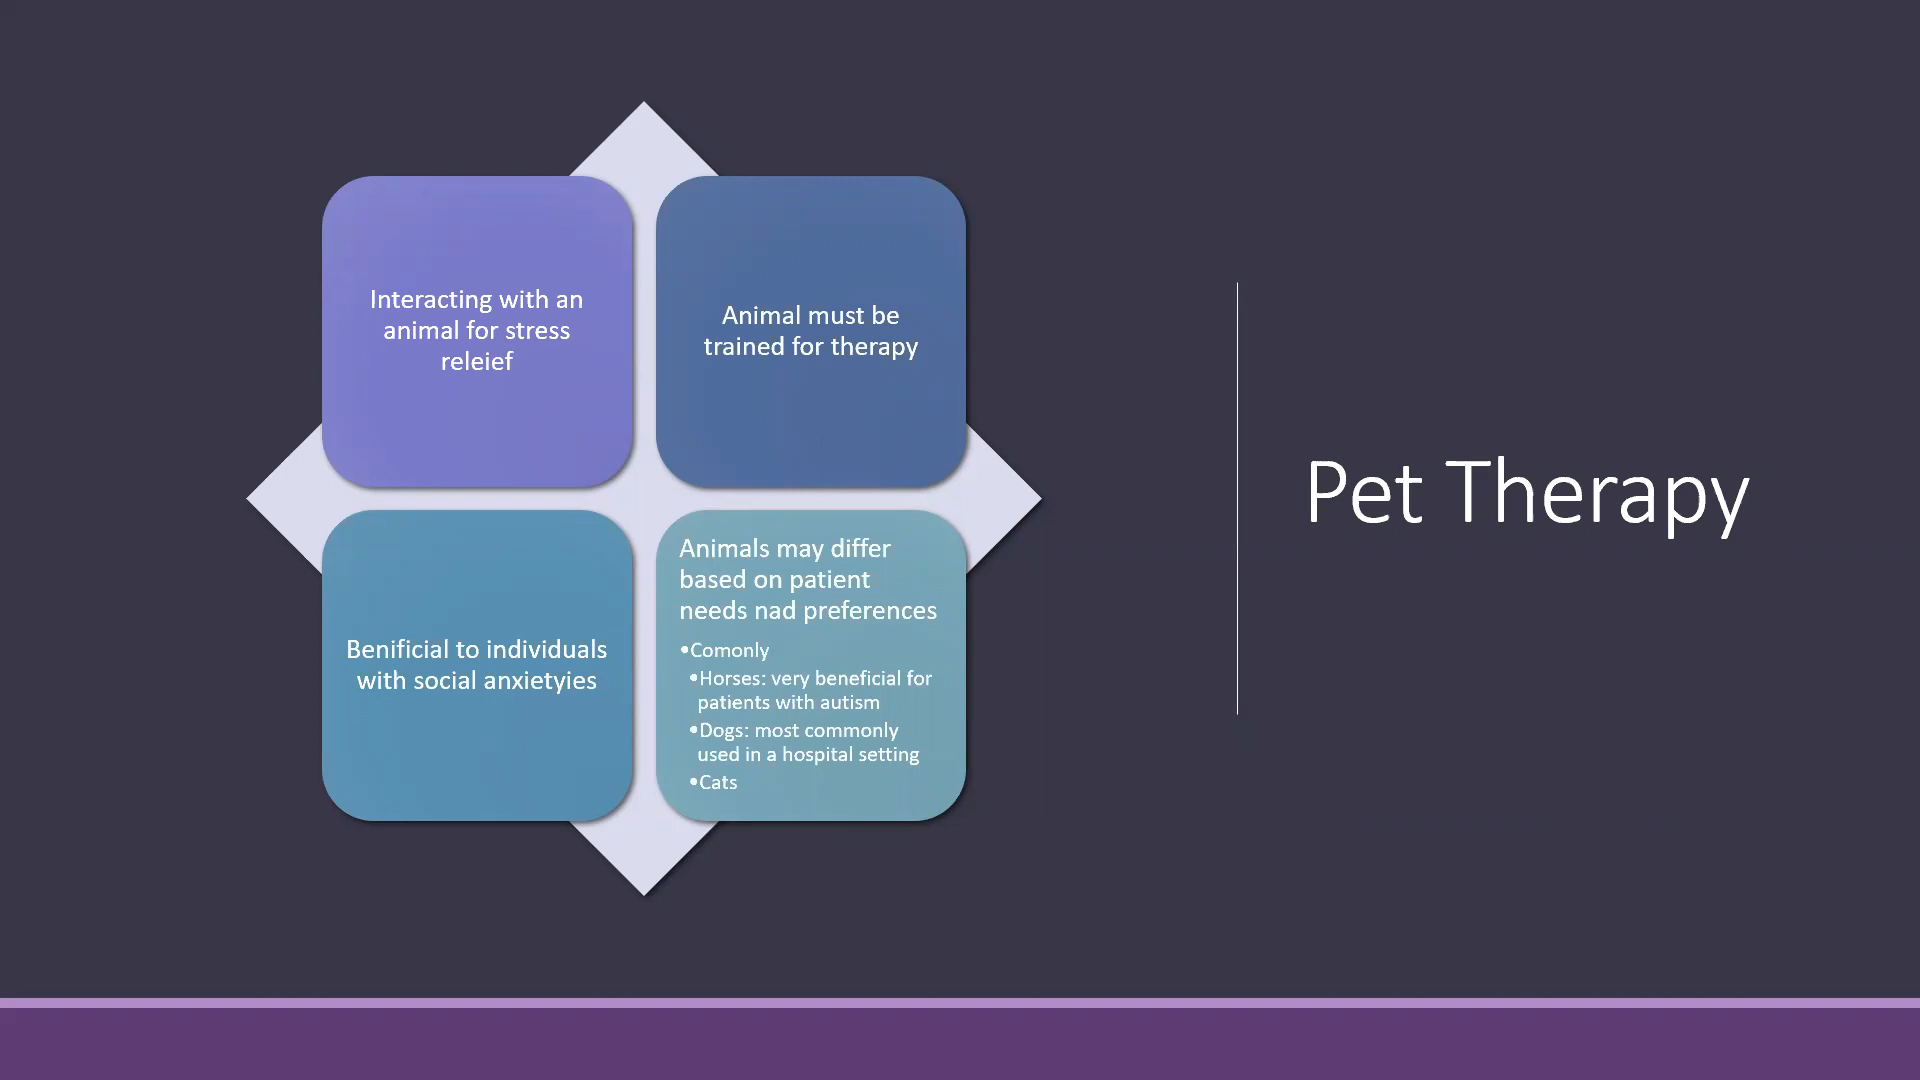 Interacting with an
animal for stress
releief
Animal must be
trained for therapy
Benificial to individuals
with social anxietyies
Animals may differ
based on patient
needs nad preferences
•Comonly
•Horses: very beneficial for
patients with autism
•Dogs: most commonly
used in a hospital setting
•Cats
Pet Therapy